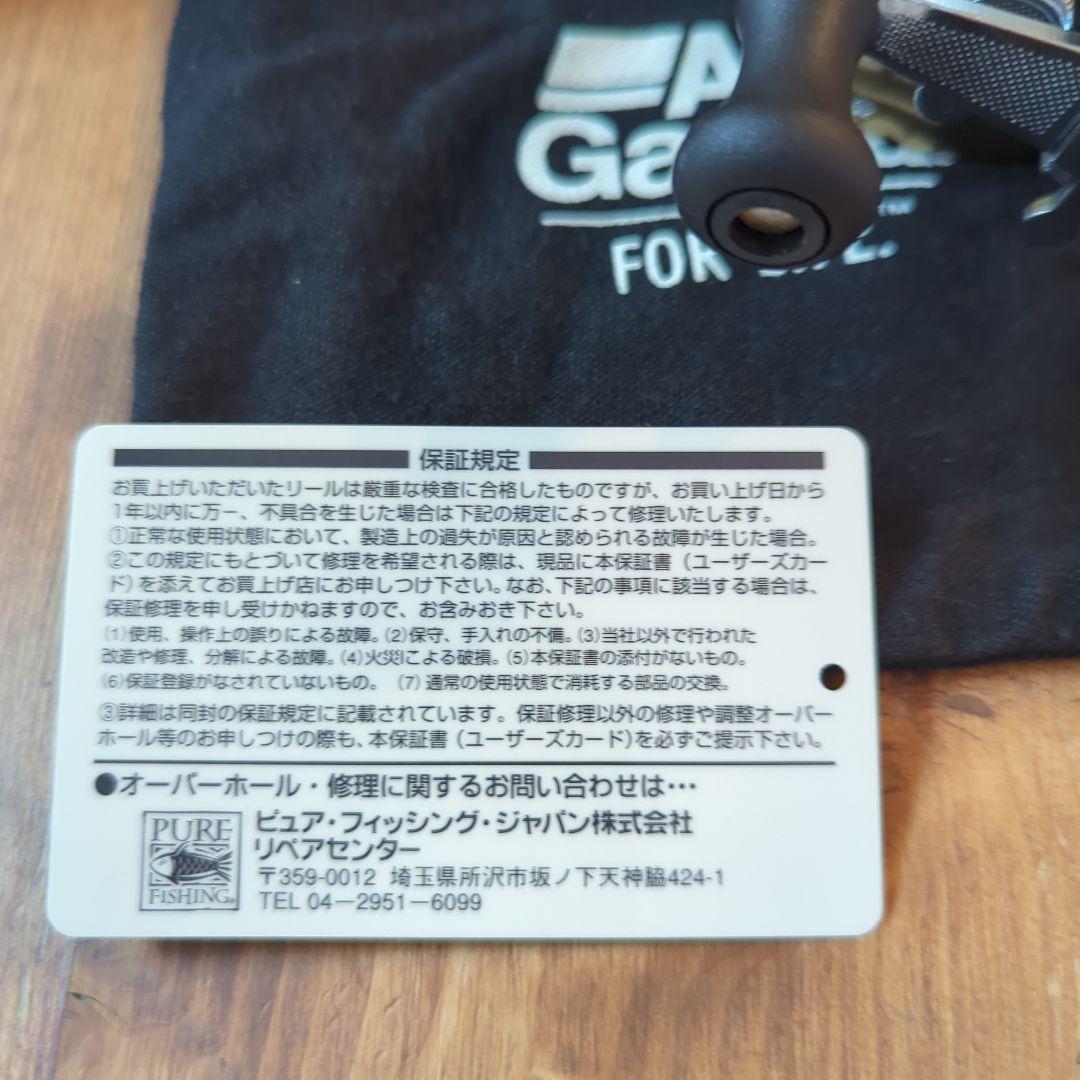 Ga
FOR
保証規定
お買上げいただいたリールは厳重な検査に合格したものですが、お買い上げ日から
1年以内に万一、不具合を生じた場合は下記の規定によって修理いたします。
①正常な使用状態において、製造上の過失が原因と認められる故障が生じた場合。
②この規定にもとづいて修理を希望される際は、現品に本保証書(ユーザーズカー
ド)を添えてお買上げ店にお申しつけ下さい。なお、下記の事項に該当する場合は、
保証修理を申し受けかねますので、お含みおき下さい。
(1)使用、操作上の誤りによる故障。(2)保守、手入れの不備。(3)当社以外で行われた
改造や修理、分解による故障。(4)火災による破損。(5)本保証書の添付がないもの。
(6)保証登録がなされていないもの。 (7)通常の使用状態で消耗する部品の交換。
③詳細は同封の保証規定に記載されています。保証修理以外の修理や調整オーバー
ホール等のお申しつけの際も、本保証書(ユーザーズカード)を必ずご提示下さい。
●オーバーホール・修理に関するお問い合わせは…
PURE
FISHING®
ピュア・フィッシング・ジャパン株式会社
リペアセンター
〒359-0012 埼玉県所沢市坂ノ下天神脇424-1
TEL 04－2951－6099